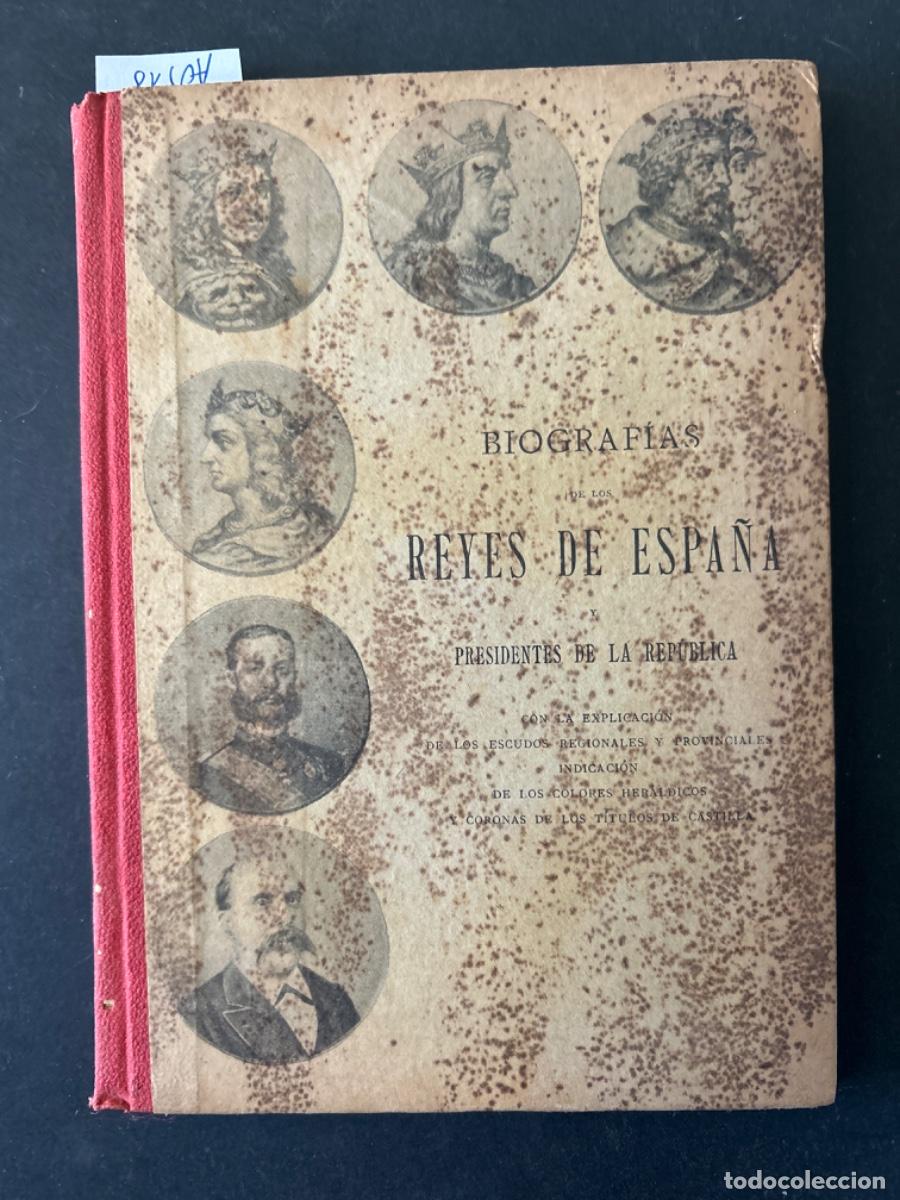 BIOGRAFÍAS
DE LOS
REYES DE ESPAÑA
Y
PRESIDENTES DE LA REPÚBLICA
CON LA EXPLICACIÓN
DE LOS ESCUDOS REGIONALES Y PROVINCIALES
INDICACIÓN
DE LOS COLORES HERÁLDICOS
Y CORONAS DE LOS TÍTULOS DE CASTILLA
todocoleccion